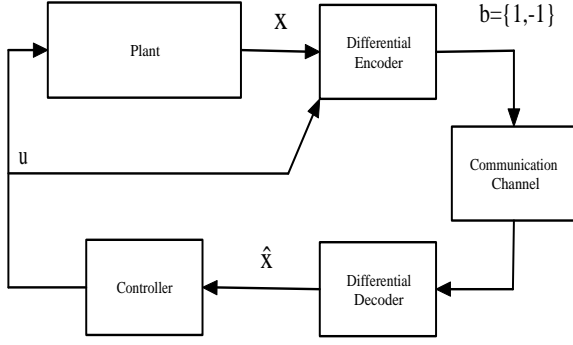 b={1,-1}
X
Plant
Differential
Encoder
u
Communication
Channel
x̂
Controller
Differential
Decoder